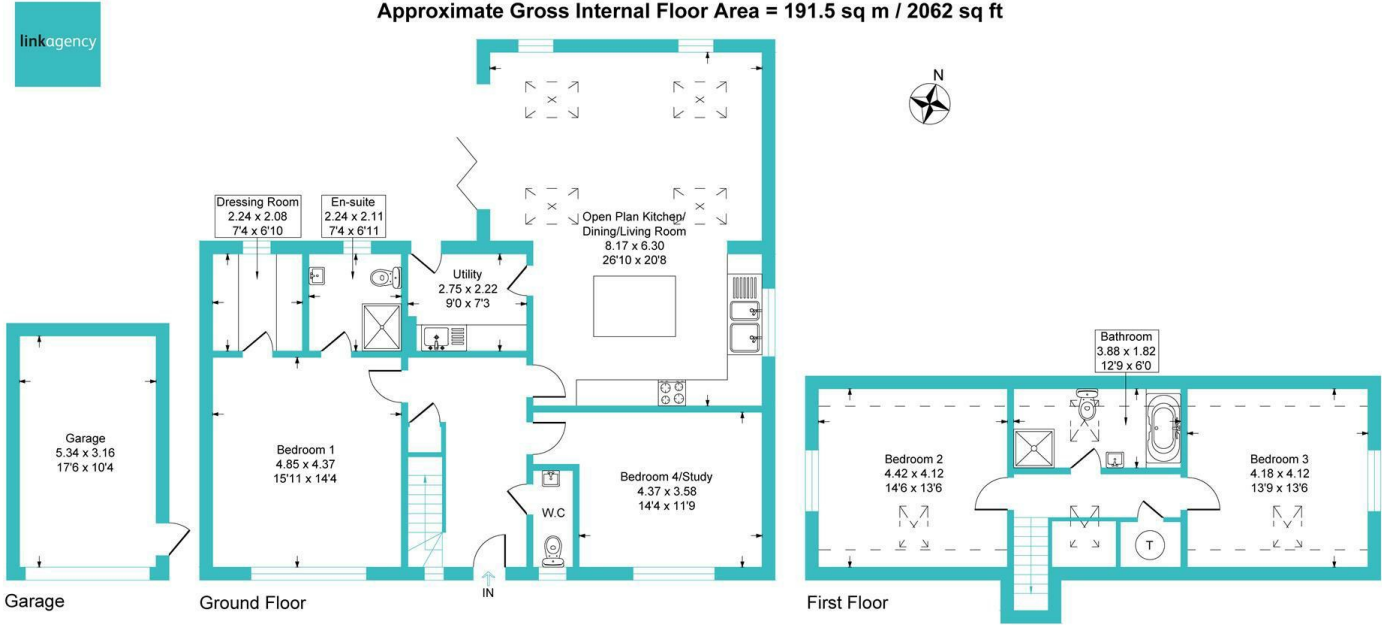 Approximate Gross Internal Floor Area = 191.5 sq m / 2062 sq ft
linkagency
N
Dressing Room
2.24 x 2.08
7'4 x 6'10
En-suite
2.24 x 2.11
7'4 x 6'11
Utility
2.75 x 2.22
9'0 x 7'3
Open Plan Kitchen/
Dining/Living Room
8.17 x 6.30
26'10 x 20'8
Garage
5.34 x 3.16
17'6 x 10'4
Bedroom 1
4.85 x 4.37
15'11 x 14'4
W.C
Bedroom 4/Study
4.37 x 3.58
14'4 x 11'9
IN
Bathroom
3.88 x 1.82
12'9 x 6'0
Bedroom 2
4.42 x 4.12
14'6 x 13'6
Bedroom 3
4.18 x 4.12
13'9 x 13'6
T
Garage
Ground Floor
First Floor